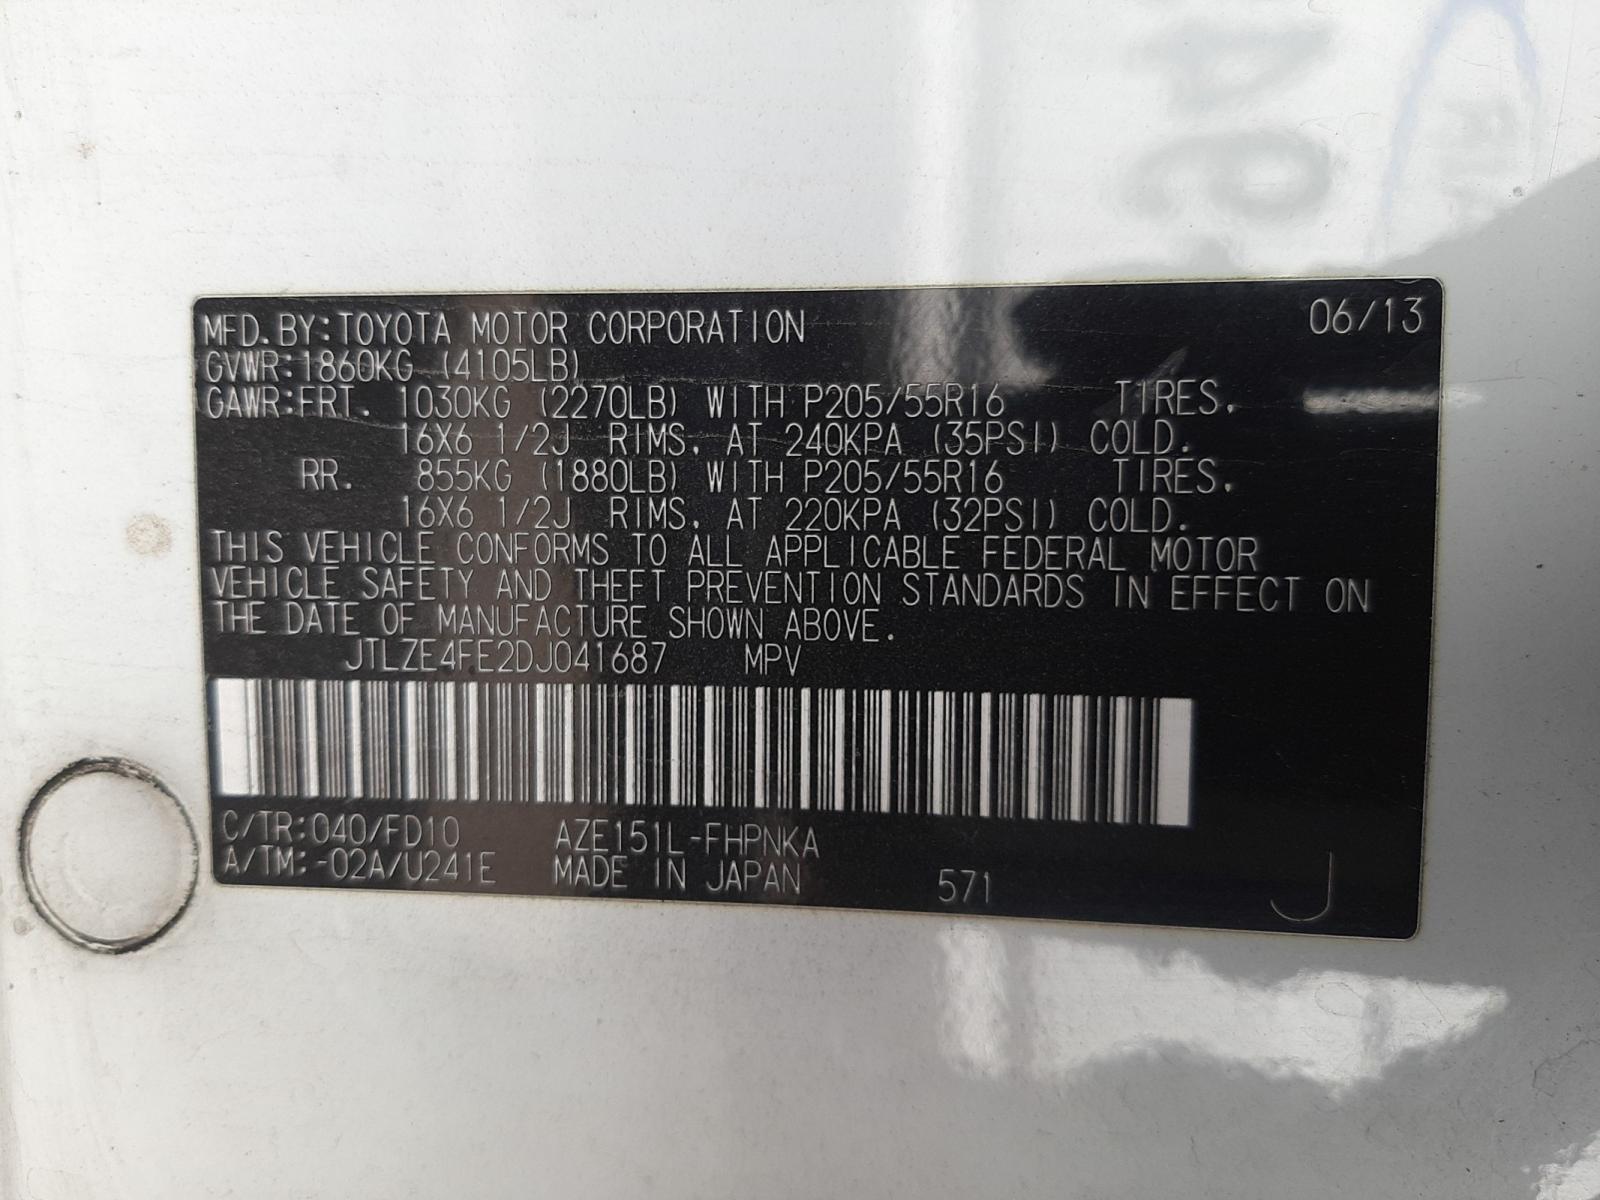 MFD. BY: TOYOTA MOTOR CORPORATION 06/13
GVWR: 1860KG (4105LB)
GAWR: FRT. 1030KG (2270LB) WITH P205/55R16 TIRES,
16X6 1/2J RIMS, AT 240KPA (35PSI) COLD.
RR. 855KG (1880LB) WITH P205/55R16 TIRES,
16X6 1/2J RIMS, AT 220KPA (32PSI) COLD.
THIS VEHICLE CONFORMS TO ALL APPLICABLE FEDERAL MOTOR
VEHICLE SAFETY AND THEFT PREVENTION STANDARDS IN EFFECT ON
THE DATE OF MANUFACTURE SHOWN ABOVE.
JTLZE4FE2DJ041687 MPV
C/TR: 040/FD10 AZE151L-FHPNKA
A/TM: -02A/U241E MADE IN JAPAN 571 J